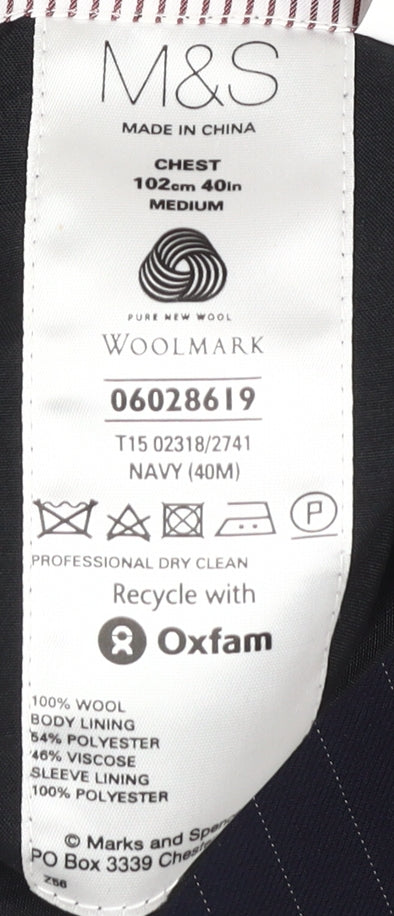 M&S
MADE IN CHINA
CHEST
102cm 40in
MEDIUM
PURE NEW WOOL
WOOLMARK
06028619
T15 02318/2741
NAVY (40M)
P
PROFESSIONAL DRY CLEAN
Recycle with
Oxfam
100% WOOL
BODY LINING
54% POLYESTER
46% VISCOSE
SLEEVE LINING
100% POLYESTER
© Marks and Spen
PO Box 3339 Ches
Z56